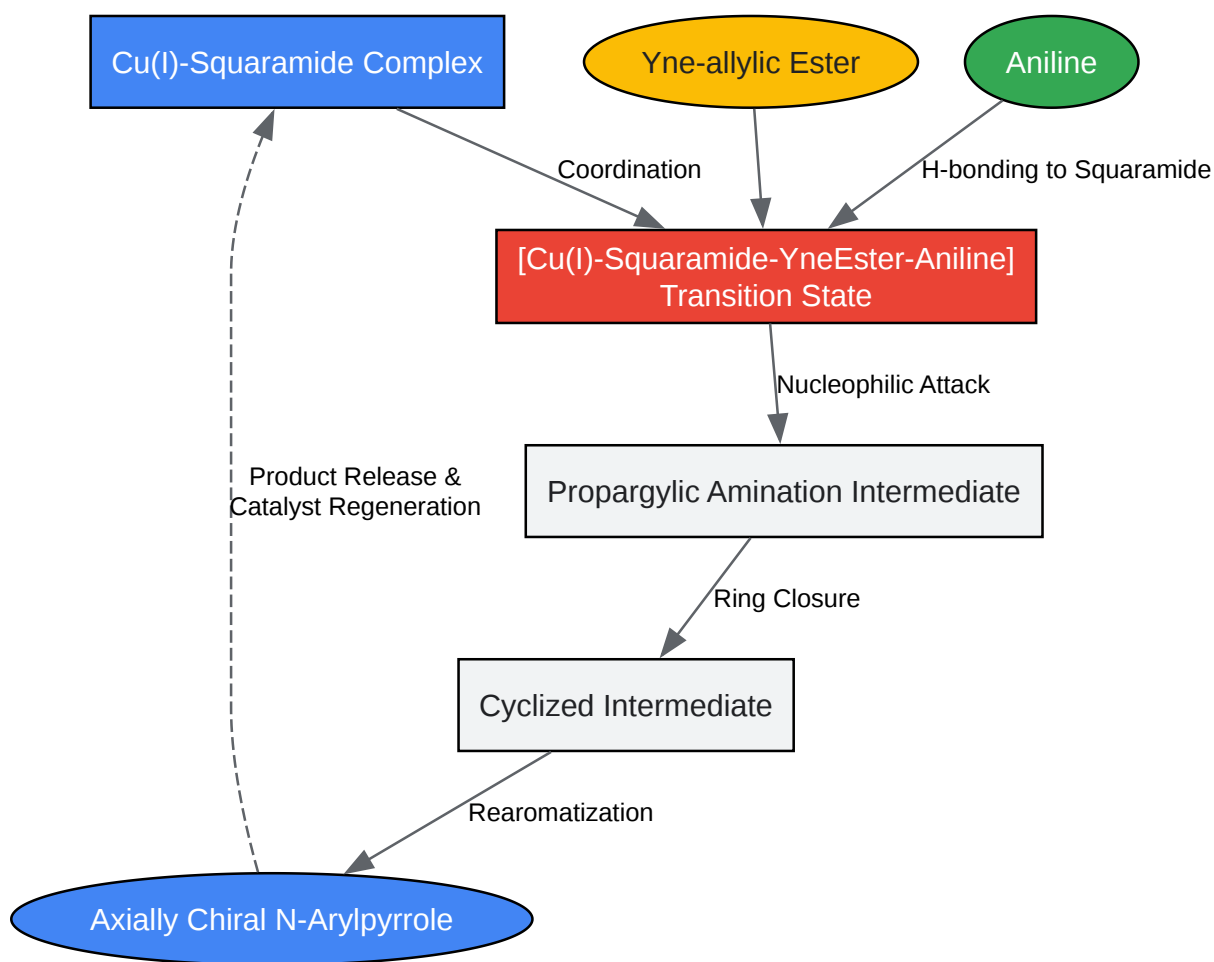 Cu(I)-Squaramide Complex
Yne-allylic Ester
Aniline
Coordination
H-bonding to Squaramide
[Cu(I)-Squaramide-YneEster-Aniline]
Transition State
Nucleophilic Attack
Product Release &
Catalyst Regeneration
Propargylic Amination Intermediate
Ring Closure
Cyclized Intermediate
Rearomatization
Axially Chiral N-Arylpyrrole